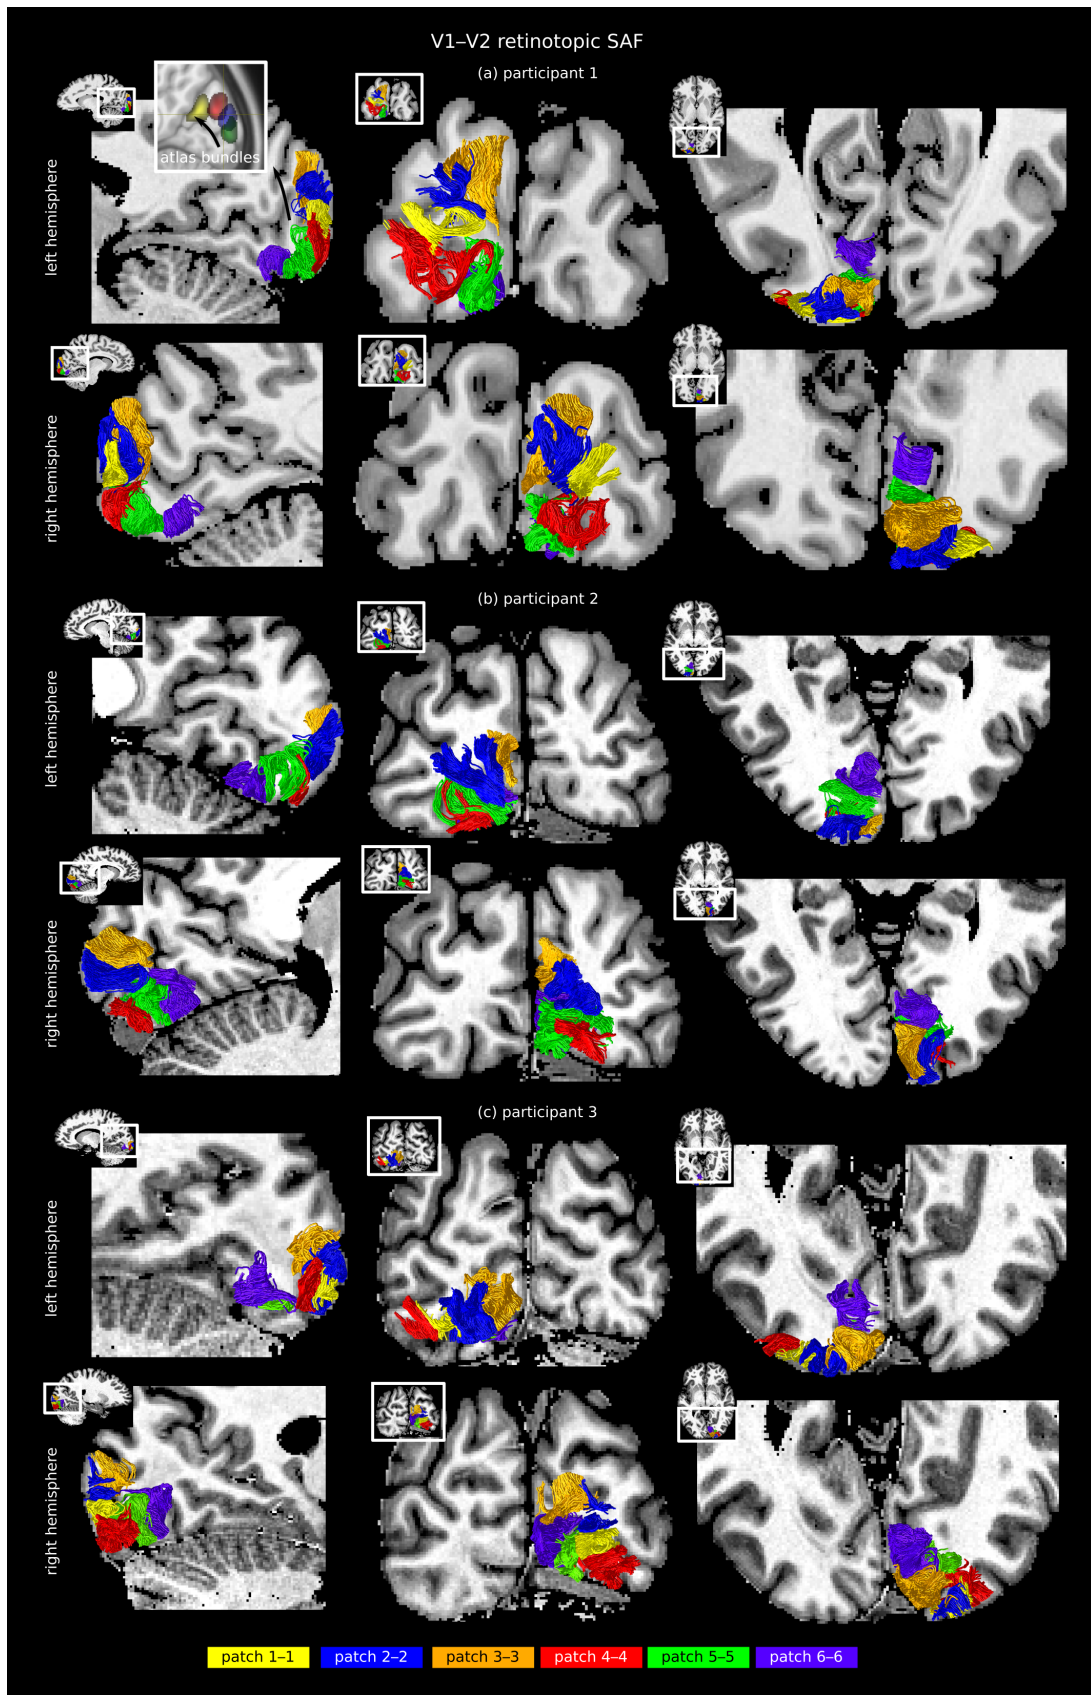 V1–V2 retinotopic SAF
(a) participant 1
atlas bundles
left hemisphere
right hemisphere
(b) participant 2
left hemisphere
right hemisphere
(c) participant 3
left hemisphere
right hemisphere
patch 1–1 patch 2–2 patch 3–3 patch 4–4 patch 5–5 patch 6–6